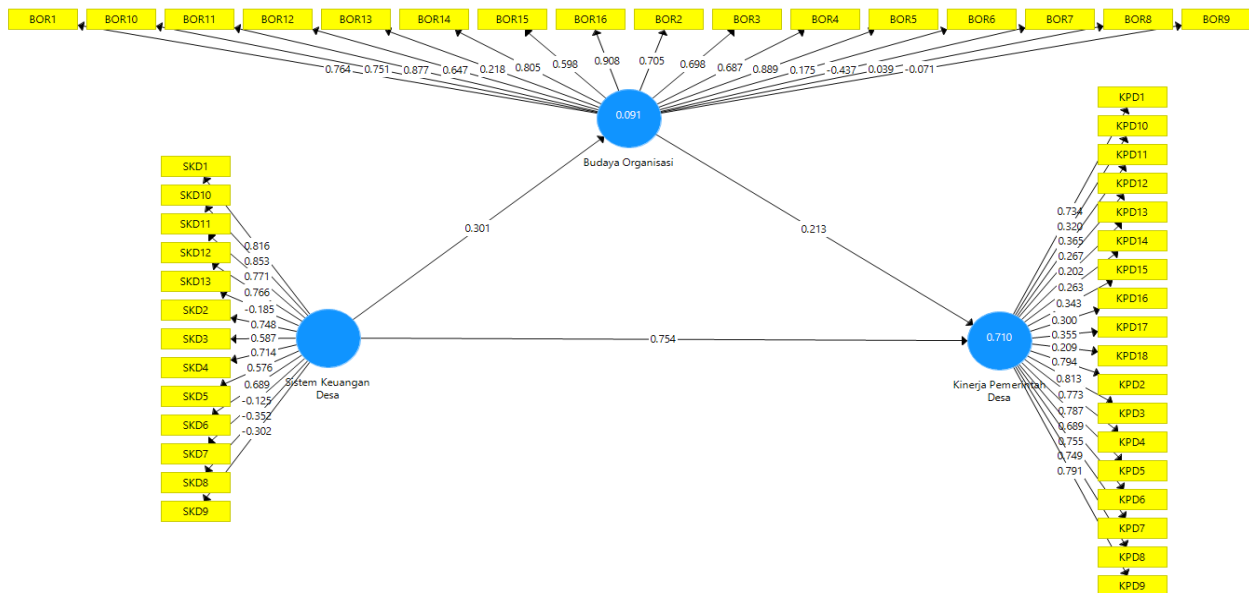 BOR1 BOR10 BOR11 BOR12 BOR13 BOR14 BOR15 BOR16 BOR2 BOR3 BOR4 BOR5 BOR6 BOR7 BOR8 BOR9
0.764 0.751 0.877 0.647 0.218 0.805 0.598 0.908 0.705 0.698 0.687 0.889 0.175 -0.437 0.039 -0.071
0.091
Budaya Organisasi
SKD1
SKD10
SKD11
SKD12
SKD13
SKD2
SKD3
SKD4
SKD5
SKD6
SKD7
SKD8
SKD9
0.816
0.853
0.771
0.766
-0.185
0.748
0.587
0.714
0.576
0.689
-0.125
-0.352
-0.302
Sistem Keuangan
Desa
0.301
0.213
0.754
0.710
Kinerja Pemerintah
Desa
0.734
0.320
0.365
0.267
0.202
0.263
0.343
0.300
0.355
0.209
0.794
0.813
0.773
0.787
0.689
0.755
0.749
0.791
KPD1
KPD10
KPD11
KPD12
KPD13
KPD14
KPD15
KPD16
KPD17
KPD18
KPD2
KPD3
KPD4
KPD5
KPD6
KPD7
KPD8
KPD9